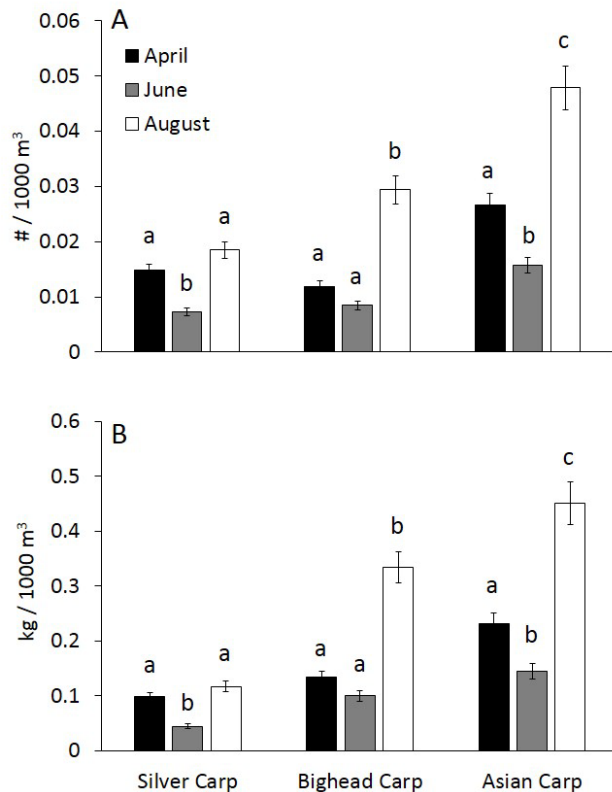 A
April
June
August
# / 1000 m³
0.06
0.05
0.04
0.03
0.02
0.01
0
a
b
a
a
a
b
a
b
c
B
kg / 1000 m³
0.6
0.5
0.4
0.3
0.2
0.1
0
a
b
a
a
a
b
a
b
c
Silver Carp
Bighead Carp
Asian Carp